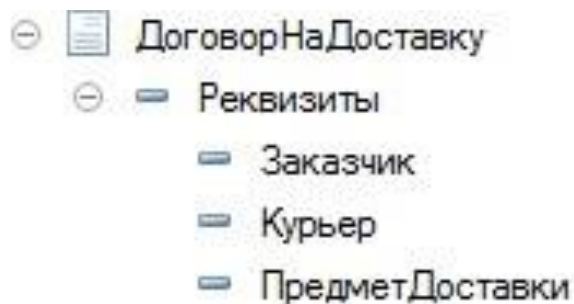 ДоговорНаДоставку
Реквизиты
Заказчик
Курьер
ПредметДоставки